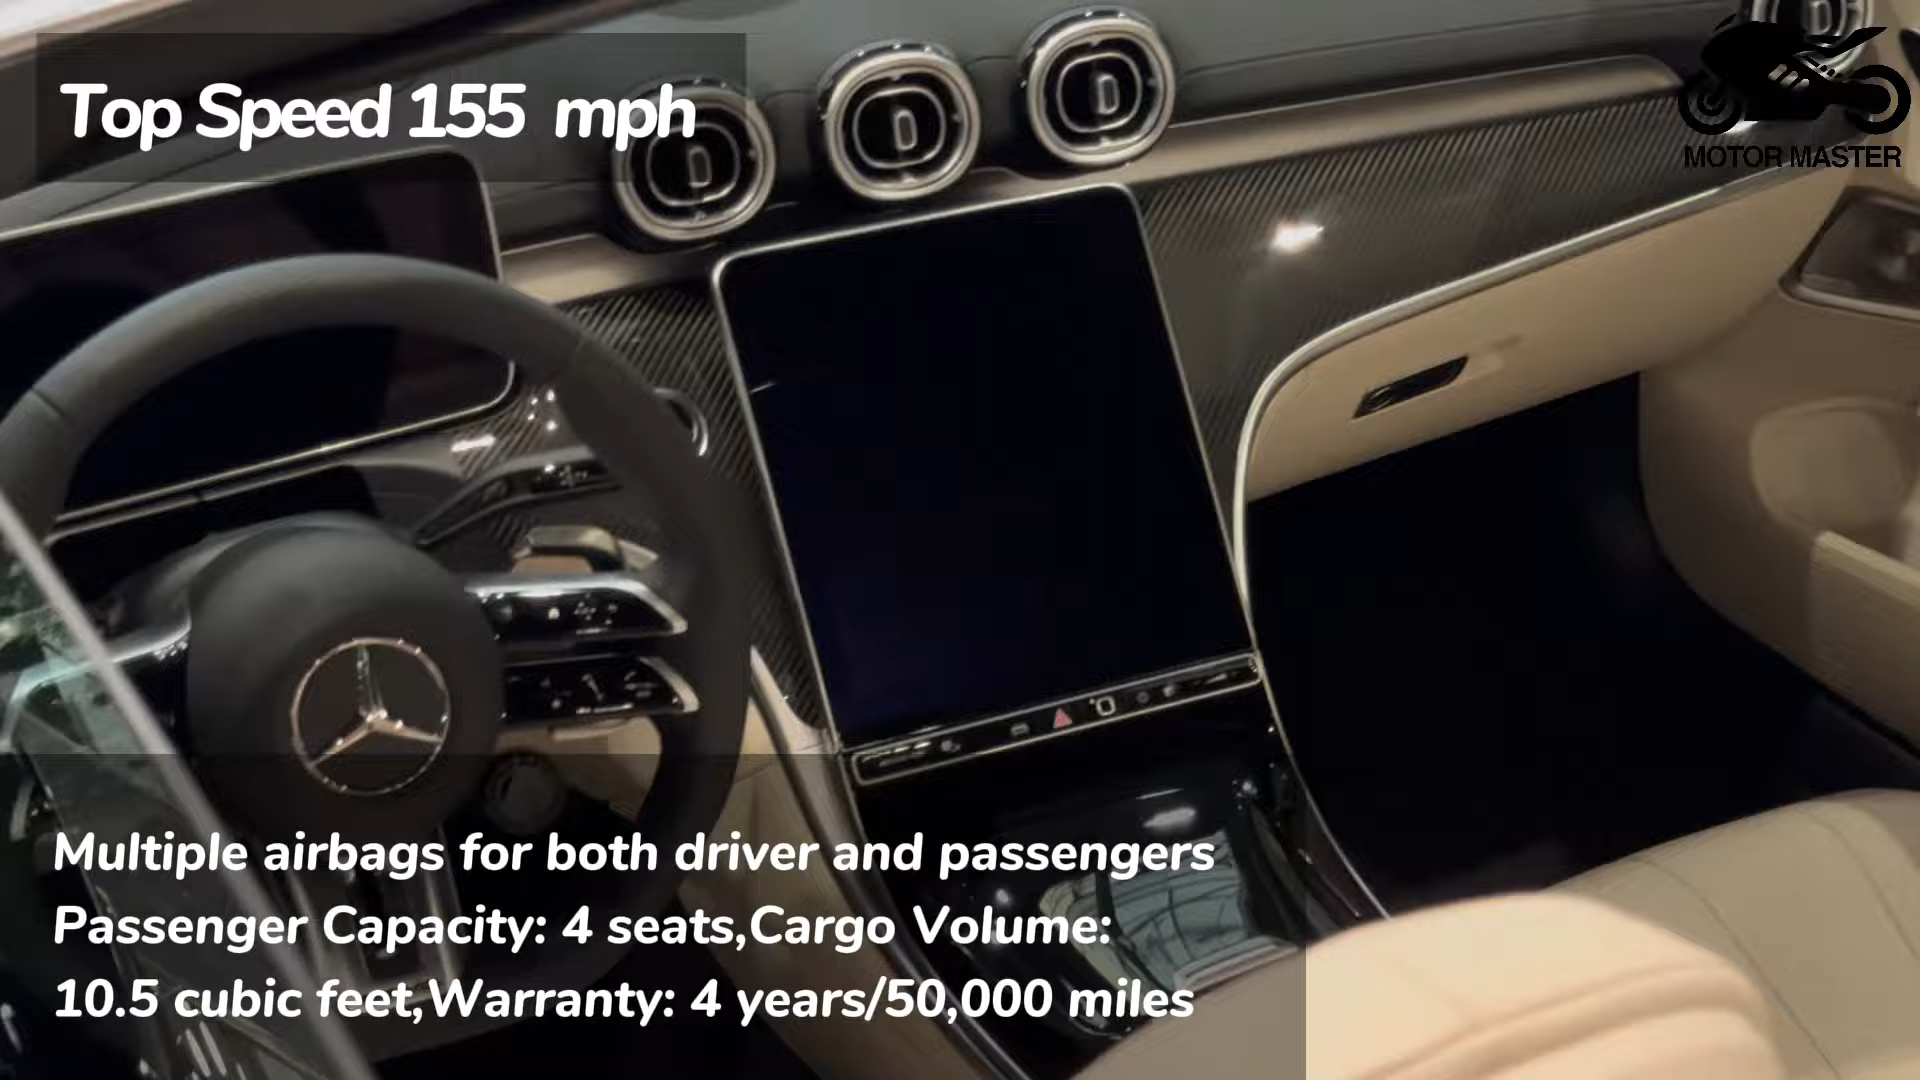 Top Speed 155 mph
MOTOR MASTER
Multiple airbags for both driver and passengers
Passenger Capacity: 4 seats,Cargo Volume:
10.5 cubic feet,Warranty: 4 years/50,000 miles